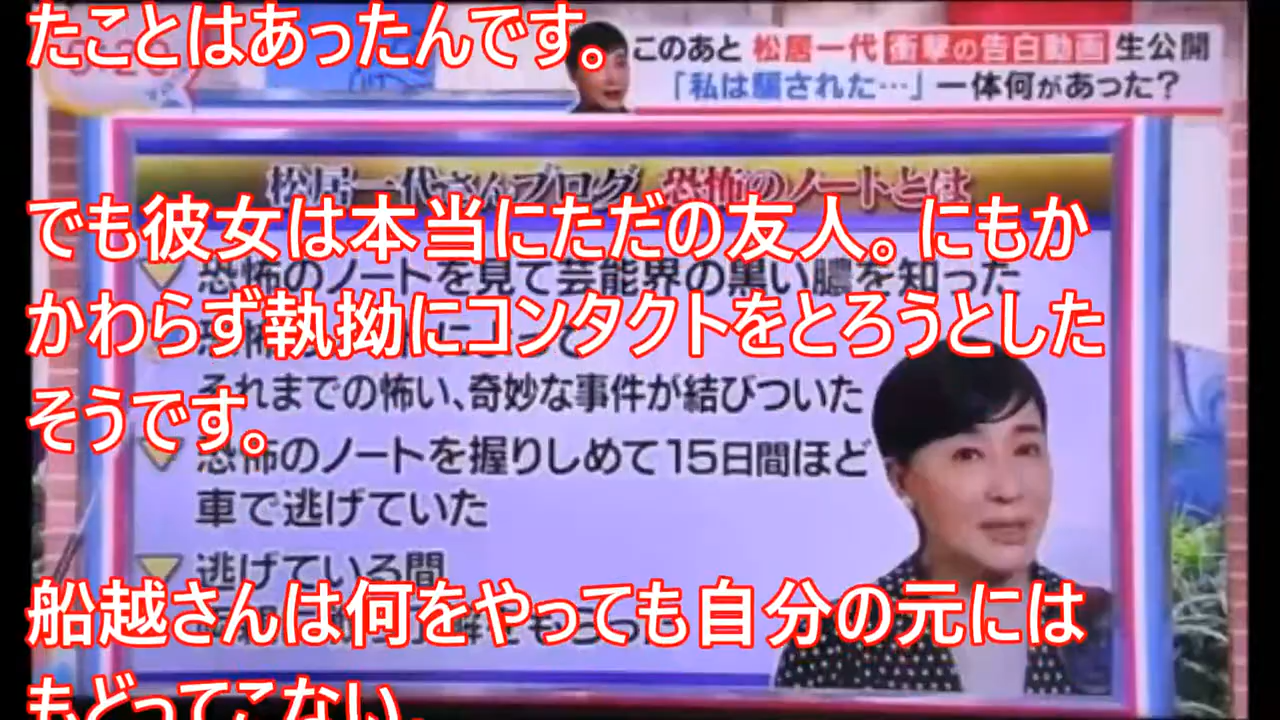 たことはあったんです。
このあと 松居一代 衝撃の告白動画 生公開
「私は騙された…」一体何があった?
松居一代さんブログ 恐怖のノートとは
でも彼女は本当にただの友人。にもか
恐怖のノートを見て芸能界の黒い膿を知った
かわらず執拗にコンタクトをとろうとした
それまでの怖い、奇妙な事件が結びついた
そうです。
恐怖のノートを握りしめて15日間ほど
車で逃げていた
逃げている間
船越さんは何をやっても自分の元には
もどってこない。